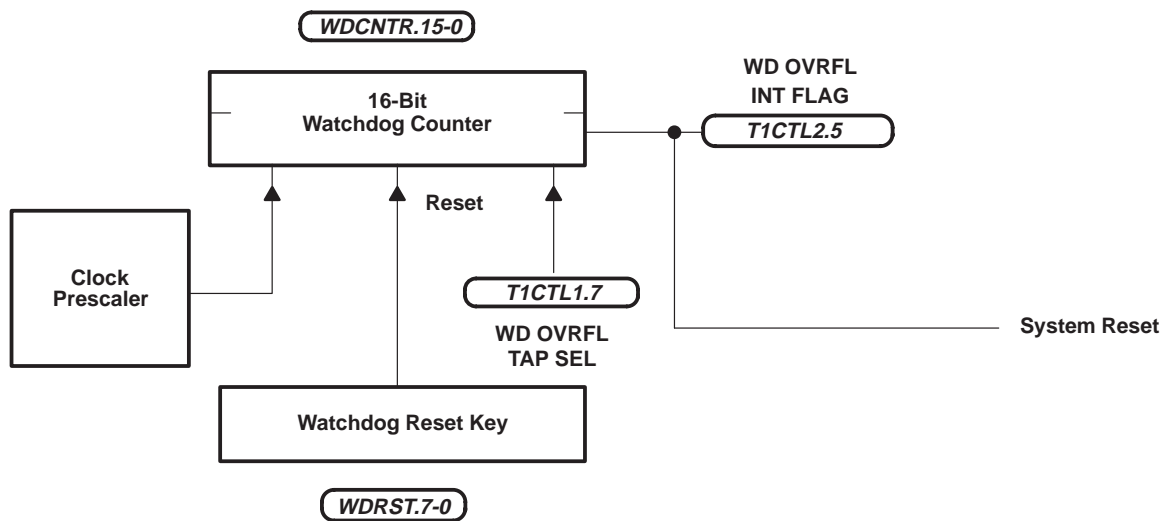 WDCNTR.15-0
16-Bit
Watchdog Counter
WD OVRFL
INT FLAG
T1CTL2.5
Reset
Clock
Prescaler
T1CTL1.7
WD OVRFL
TAP SEL
System Reset
Watchdog Reset Key
WDRST.7-0